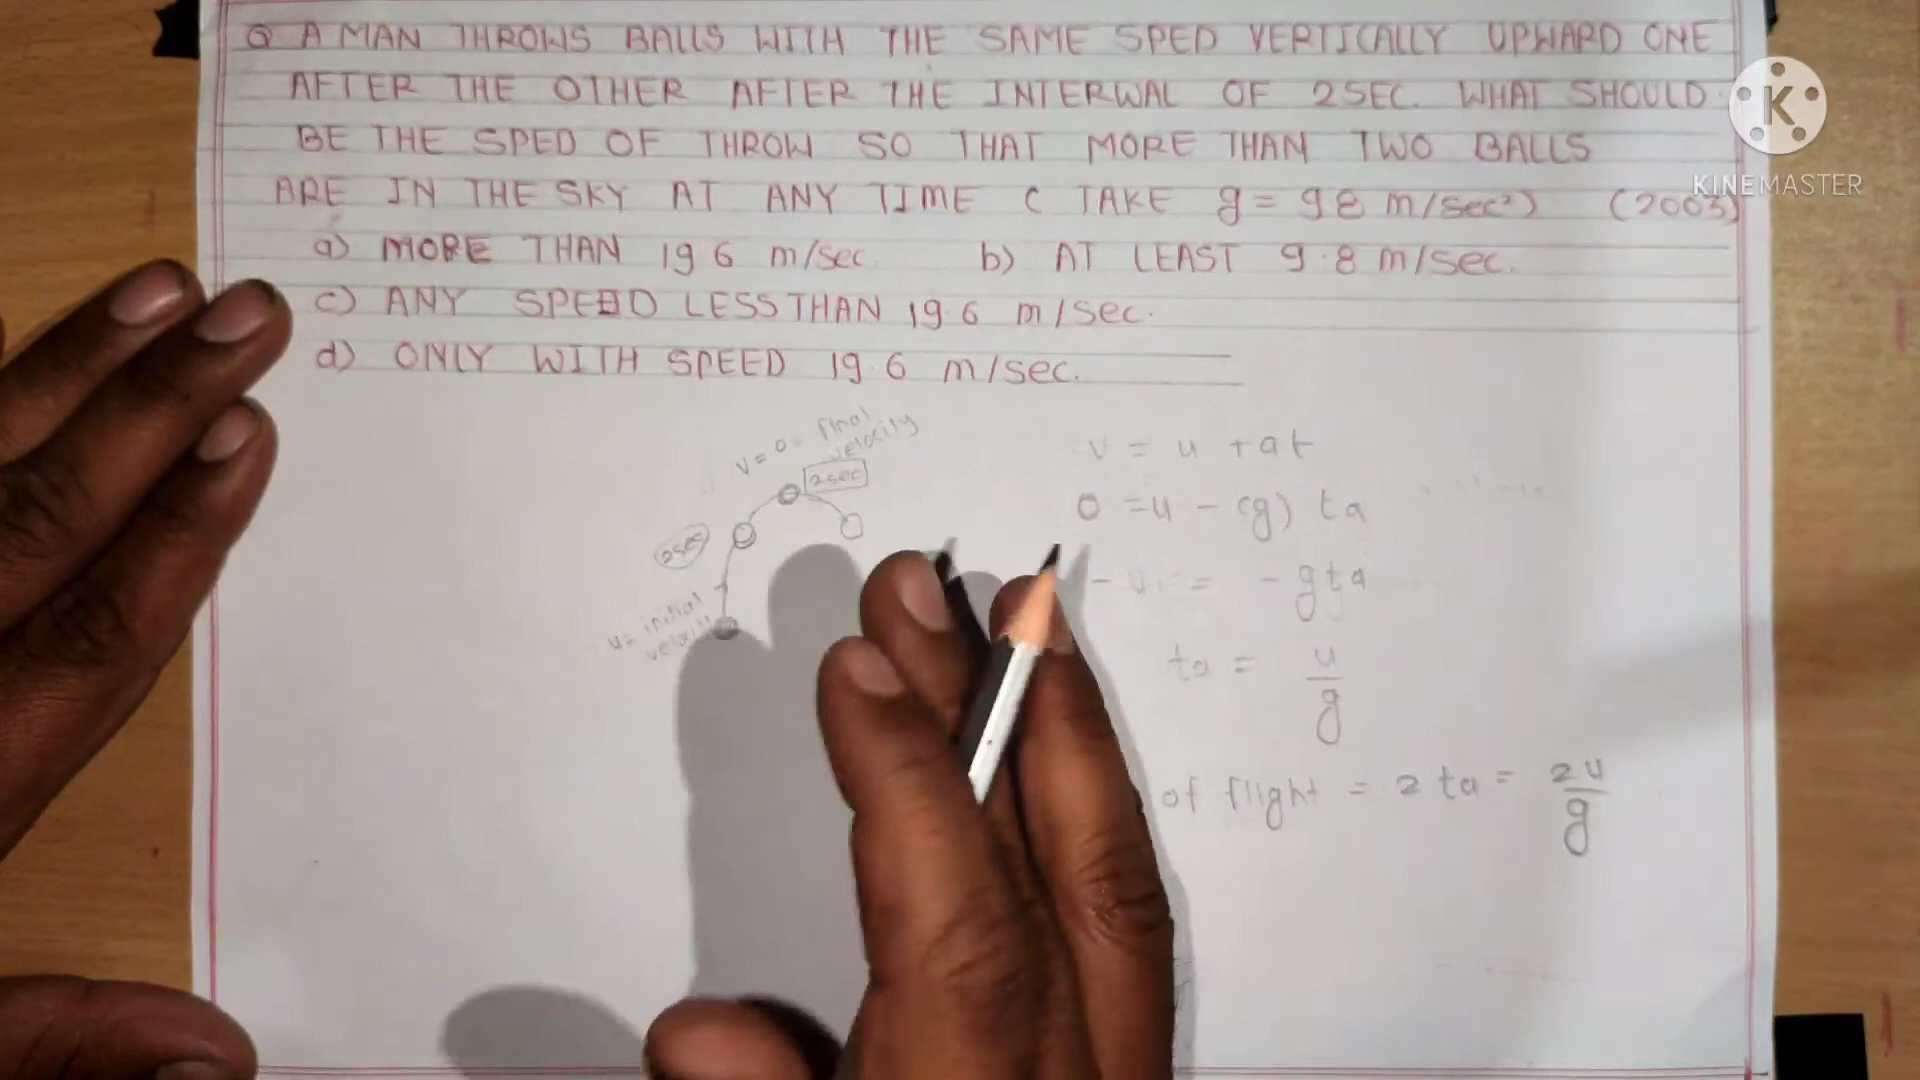 Q A MAN THROWS BALLS WITH THE SAME SPED VERTICALLY UPWARD ONE
AFTER THE OTHER AFTER THE INTERWAL OF 2SEC. WHAT SHOULD
BE THE SPED OF THROW SO THAT MORE THAN TWO BALLS
ARE IN THE SKY AT ANY TIME ( TAKE g = 9.8 m/sec²) (2003)
a) MORE THAN 19.6 m/sec b) AT LEAST 9.8 m/sec.
c) ANY SPEED LESS THAN 19.6 m/sec.
d) ONLY WITH SPEED 19.6 m/sec.
K
KINEMASTER
v = 0 = final
velocity
2sec
2sec
u = initial
velocity
v = u + at
0 = u - (g) ta
- u = - gta
ta = u/g
of flight = 2 ta = 2u/g